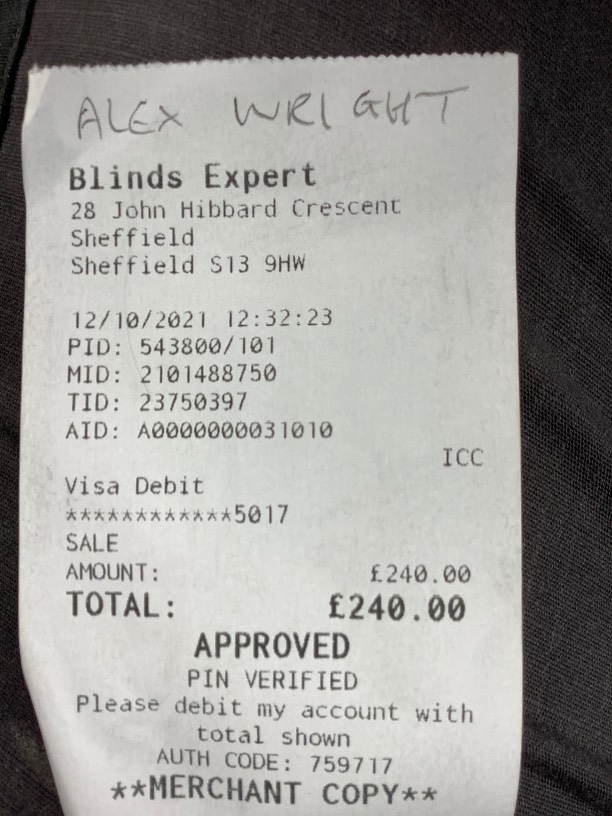 ALEX WRIGHT
Blinds Expert
28 John Hibbard Crescent
Sheffield
Sheffield S13 9HW
12/10/2021 12:32:23
PID: 543800/101
MID: 2101488750
TID: 23750397
AID: A0000000031010
ICC
Visa Debit
************5017
SALE
AMOUNT: £240.00
TOTAL: £240.00
APPROVED
PIN VERIFIED
Please debit my account with
total shown
AUTH CODE: 759717
**MERCHANT COPY**